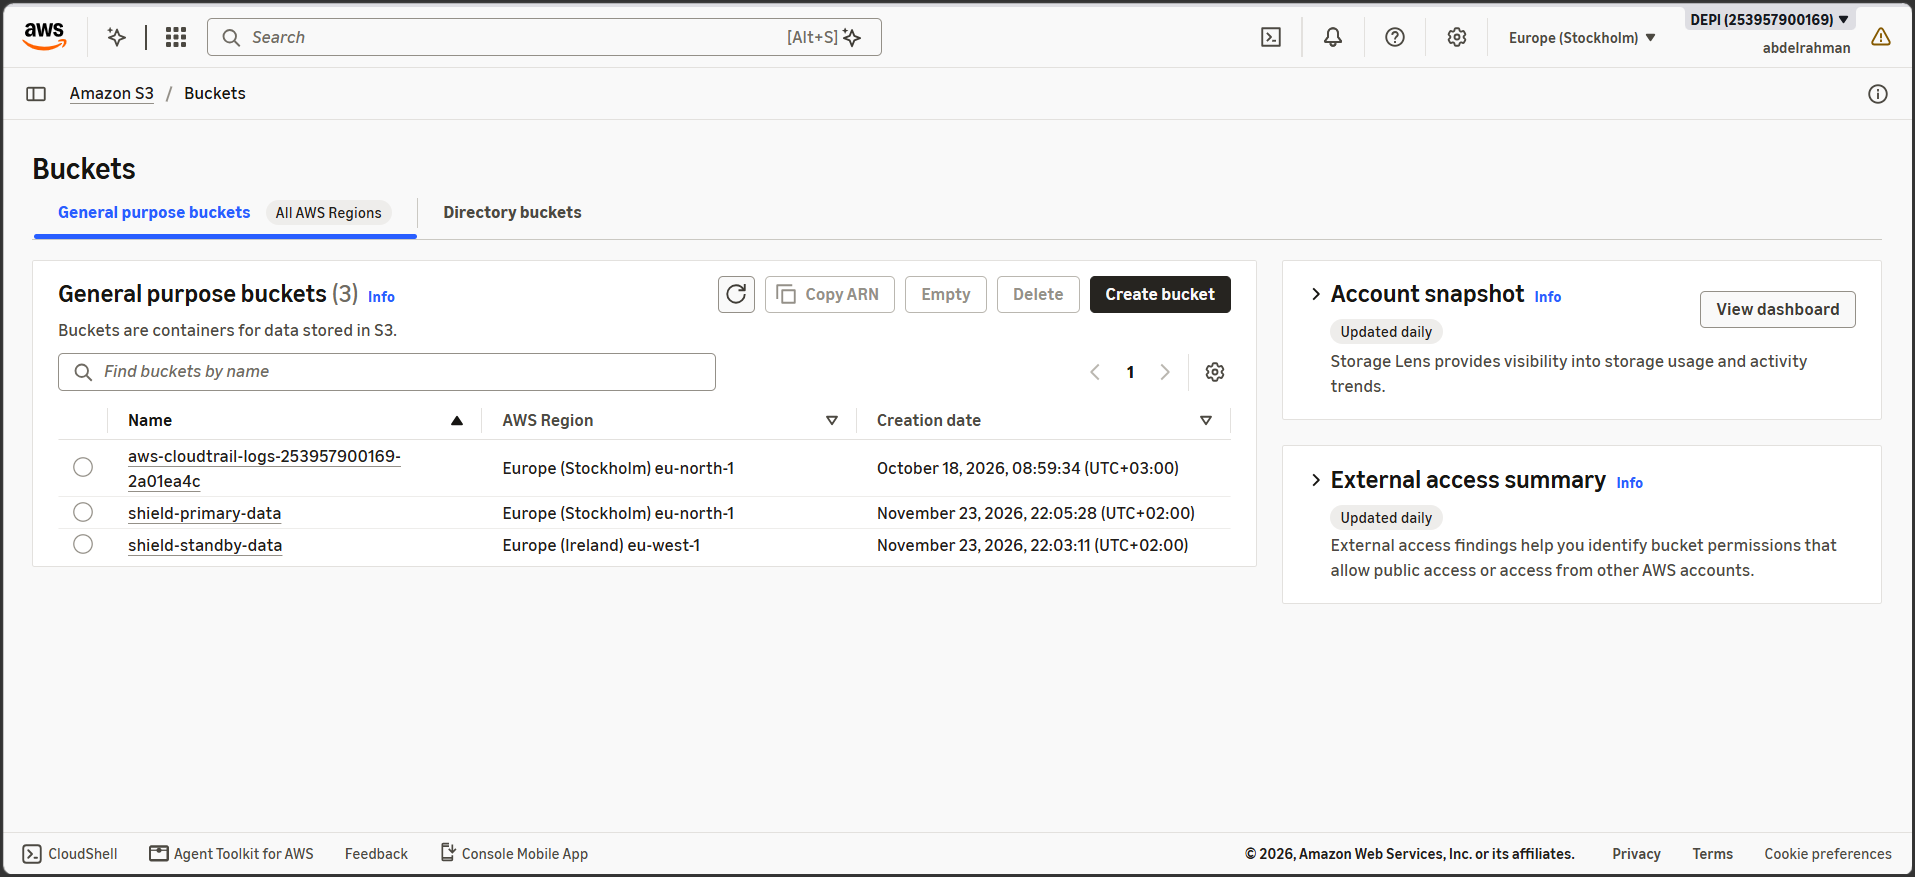 aws
Search
[Alt+S]
Europe (Stockholm)
DEPI (253957900169)
abdelrahman
Amazon S3 / Buckets
Buckets
General purpose buckets
All AWS Regions
Directory buckets
General purpose buckets (3) Info
Copy ARN
Empty
Delete
Create bucket
Buckets are containers for data stored in S3.
Find buckets by name
1
Name
AWS Region
Creation date
aws-cloudtrail-logs-253957900169-
2a01ea4c
Europe (Stockholm) eu-north-1
October 18, 2026, 08:59:34 (UTC+03:00)
shield-primary-data
Europe (Stockholm) eu-north-1
November 23, 2026, 22:05:28 (UTC+02:00)
shield-standby-data
Europe (Ireland) eu-west-1
November 23, 2026, 22:03:11 (UTC+02:00)
Account snapshot Info
View dashboard
Updated daily
Storage Lens provides visibility into storage usage and activity
trends.
External access summary Info
Updated daily
External access findings help you identify bucket permissions that
allow public access or access from other AWS accounts.
CloudShell
Agent Toolkit for AWS
Feedback
Console Mobile App
© 2026, Amazon Web Services, Inc. or its affiliates.
Privacy
Terms
Cookie preferences